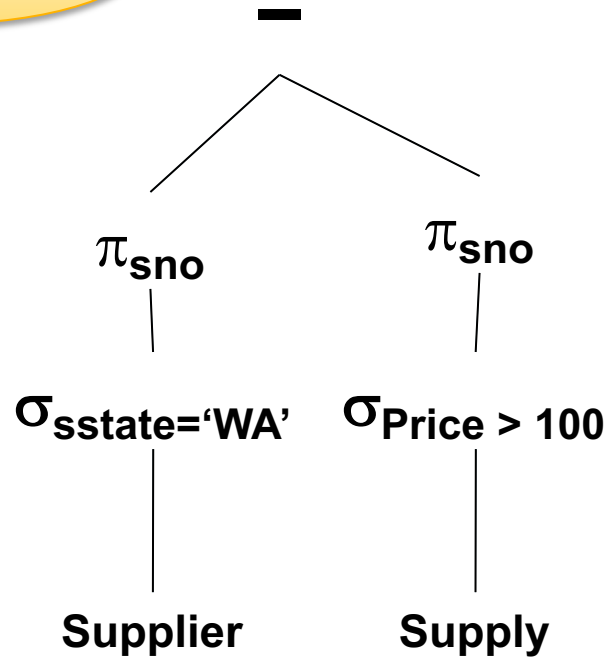 -
πsno πsno
σsstate=‘WA’ σPrice > 100
Supplier Supply